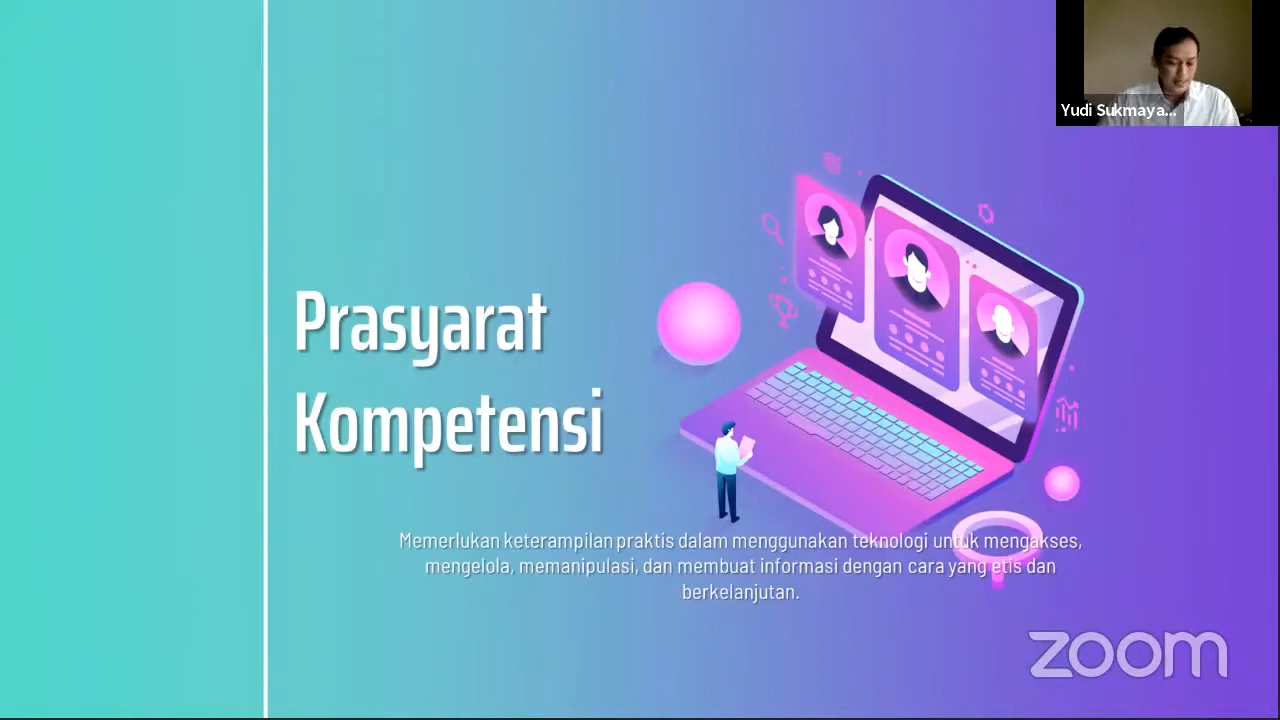 Yudi Sukmaya...
Prasyarat
Kompetensi
Memerlukan keterampilan praktis dalam menggunakan teknologi untuk mengakses,
mengelola, memanipulasi, dan membuat informasi dengan cara yang etis dan
berkelanjutan.
zoom